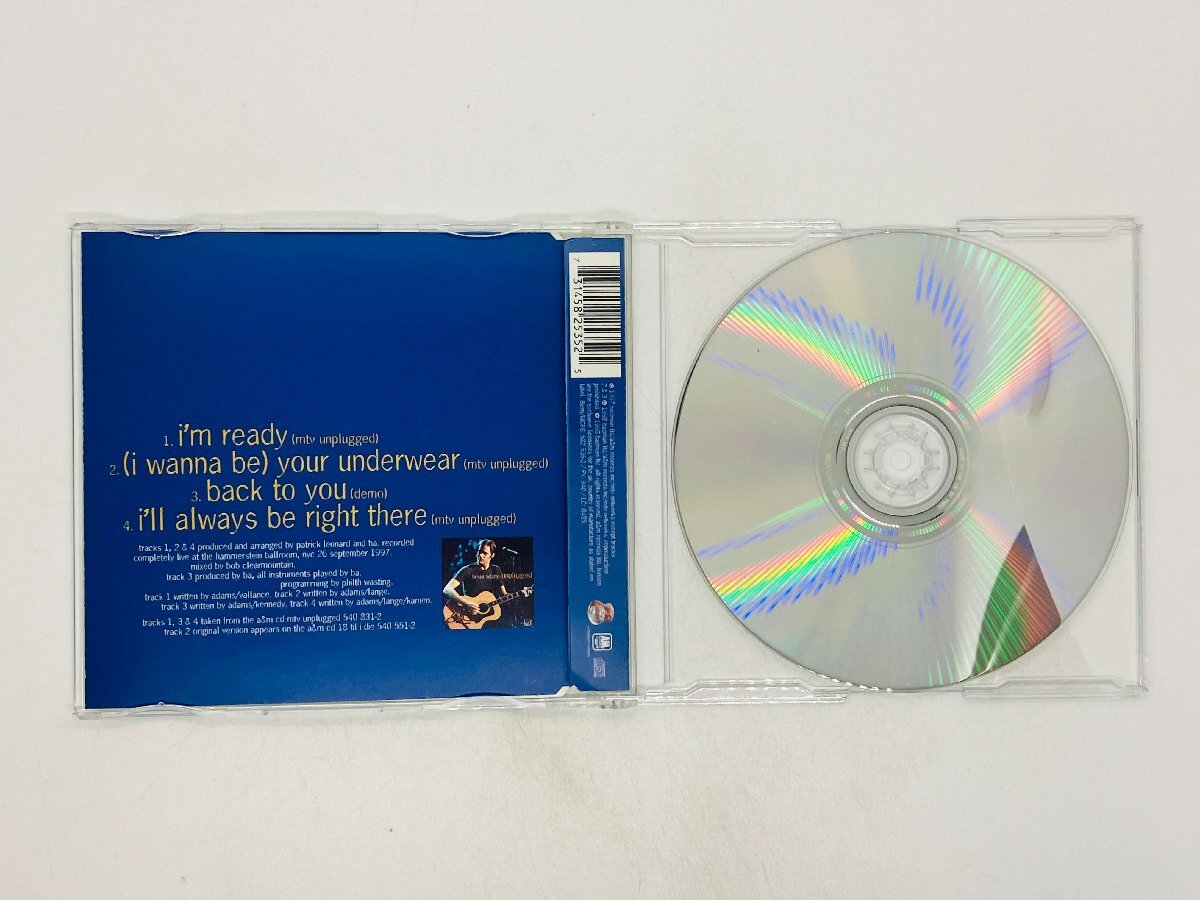 1. i'm ready (mtv unplugged)
2. (i wanna be) your underwear (mtv unplugged)
3. back to you (demo)
4. i'll always be right there (mtv unplugged)
tracks 1, 2 & 4 produced and arranged by patrick leonard and ba. recorded
completely live at the hammerstein ballroom, nyc 26 september 1997.
mixed by bob clearmountain.
track 3 produced by ba, all instruments played by ba.
programming by philth wasting.
track 1 written by adams/vallance. track 2 written by adams/lange.
track 3 written by adams/kennedy. track 4 written by adams/lange/kamen.
tracks 1, 3 & 4 taken from the a&m cd mtv unplugged 540 831-2
track 2 original version appears on the a&m cd 18 til i die 540 551-2
bryan adams unplugged
7 31458 25352 5